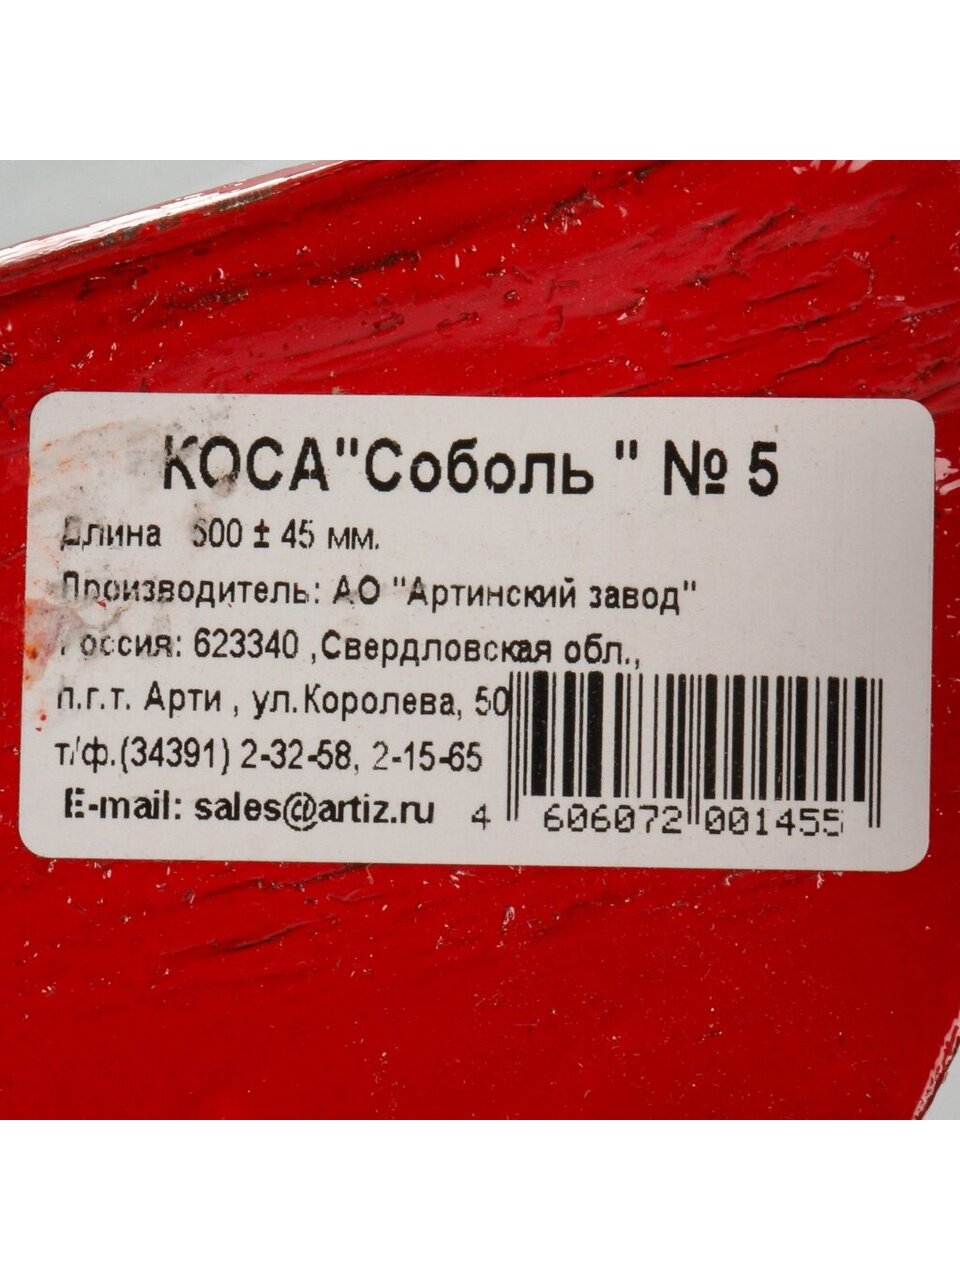 КОСА"Соболь " № 5
Длина ± 45 мм.
Производитель: АО "Артинский завод"
Россия: 623340 ,Свердловская обл.,
п.г.т. Арти , ул.Королева, 50
т/ф.(34391) 2-32-58, 2-15-65
E-mail: sales@artiz.ru
4 606072 001455